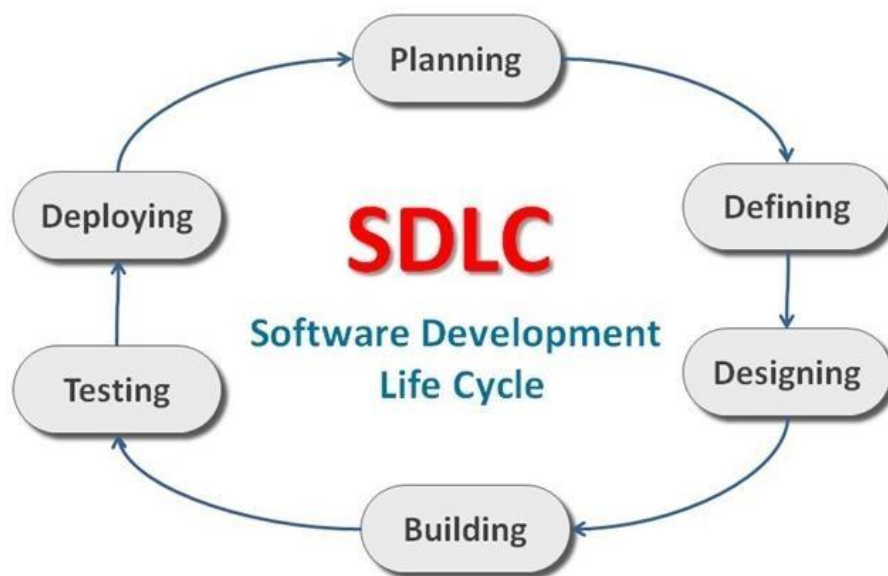 Planning
Defining
Designing
Building
Testing
Deploying
SDLC
Software Development
Life Cycle